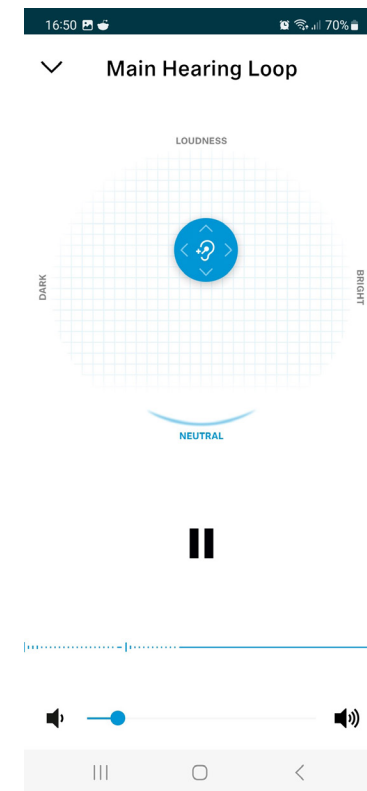 16:50 70%
Main Hearing Loop
LOUDNESS
DARK
BRIGHT
NEUTRAL